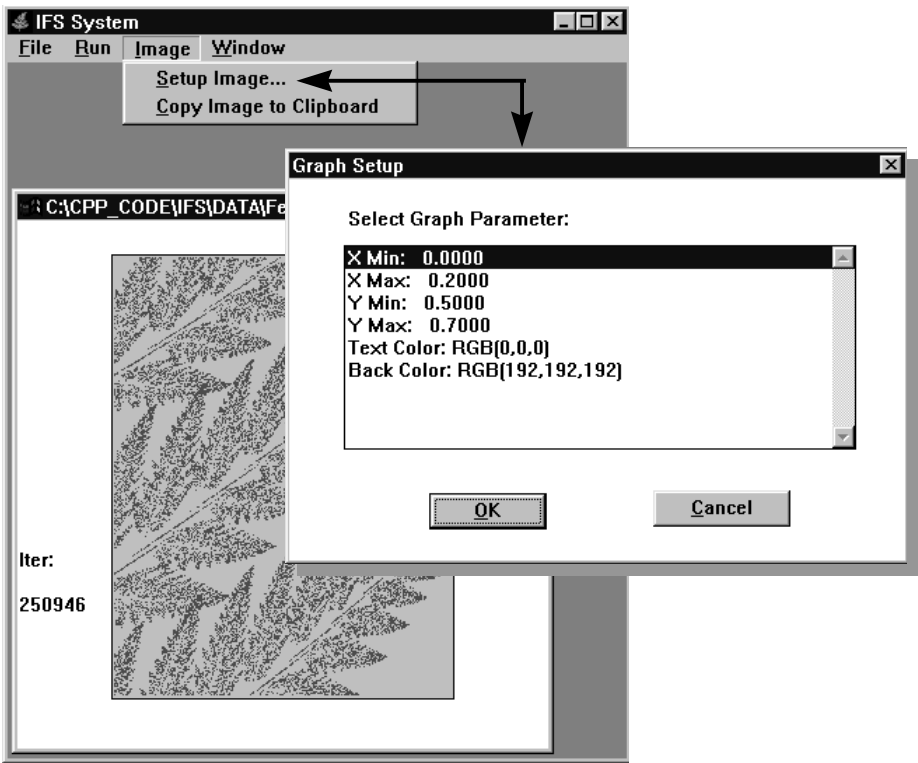 IFS System
File Run Image Window
Setup Image...
Copy Image to Clipboard
Graph Setup
C:\CPP_CODE\IFS\DATA\Fe
Select Graph Parameter:
X Min: 0.0000
X Max: 0.2000
Y Min: 0.5000
Y Max: 0.7000
Text Color: RGB(0,0,0)
Back Color: RGB(192,192,192)
OK Cancel
Iter:
250946